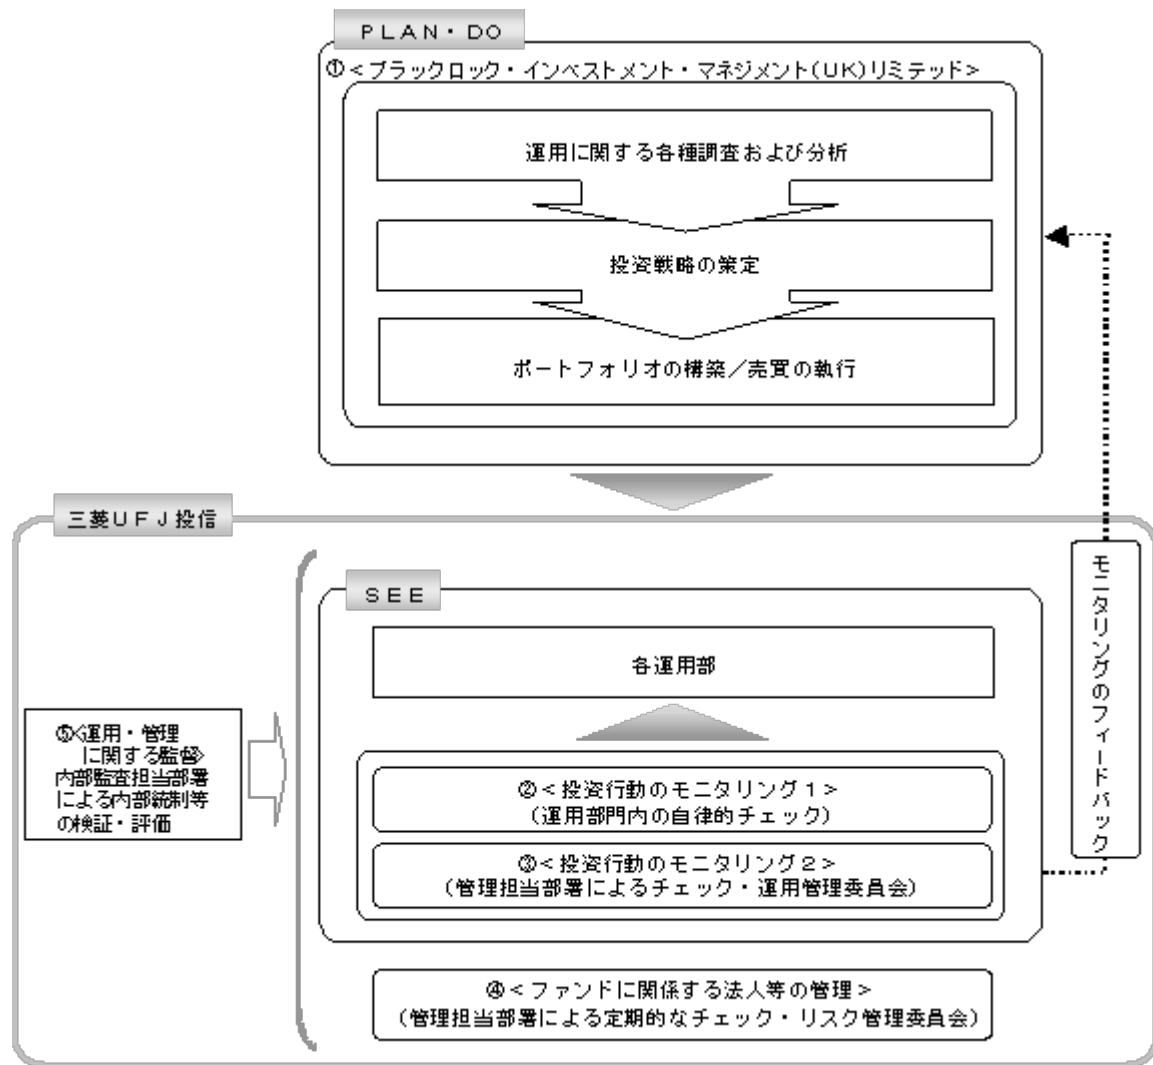 ＰＬＡＮ・ＤＯ
①＜ブラックロック・インベストメント・マネジメント(UK)リミテッド＞
運用に関する各種調査および分析
投資戦略の策定
ポートフォリオの構築／売買の執行
三菱ＵＦＪ投信
ＳＥＥ
各運用部
⑤<運用・管理
に関する監督>
内部監査担当部署
による内部統制等
の検証・評価
②＜投資行動のモニタリング１＞
（運用部門内の自律的チェック）
③＜投資行動のモニタリング２＞
（管理担当部署によるチェック・運用管理委員会）
④＜ファンドに関係する法人等の管理＞
（管理担当部署による定期的なチェック・リスク管理委員会）
モニタリングのフィードバック